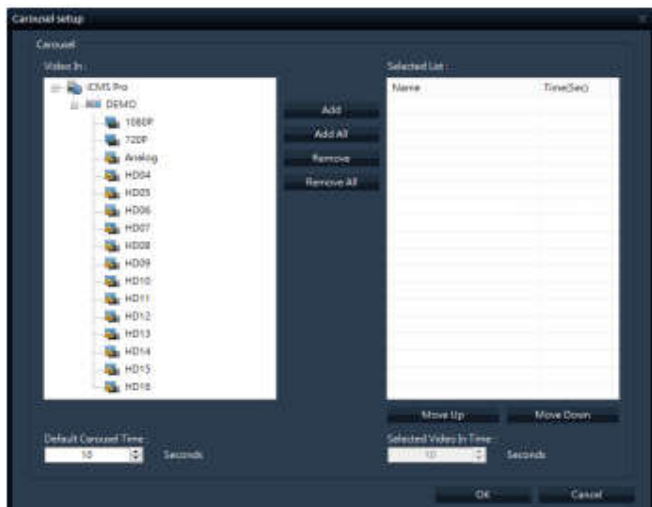 Carousel setup
Carousel
Video In :
iCMS Pro
DEMO
1080P
720P
Analog
HD04
HD05
HD06
HD07
HD08
HD09
HD10
HD11
HD12
HD13
HD14
HD15
HD16
Add
Add All
Remove
Remove All
Selected List :
Name Time(Sec)
Move Up Move Down
Default Carousel Time :
10 Seconds
Selected Video In Time :
10 Seconds
OK Cancel